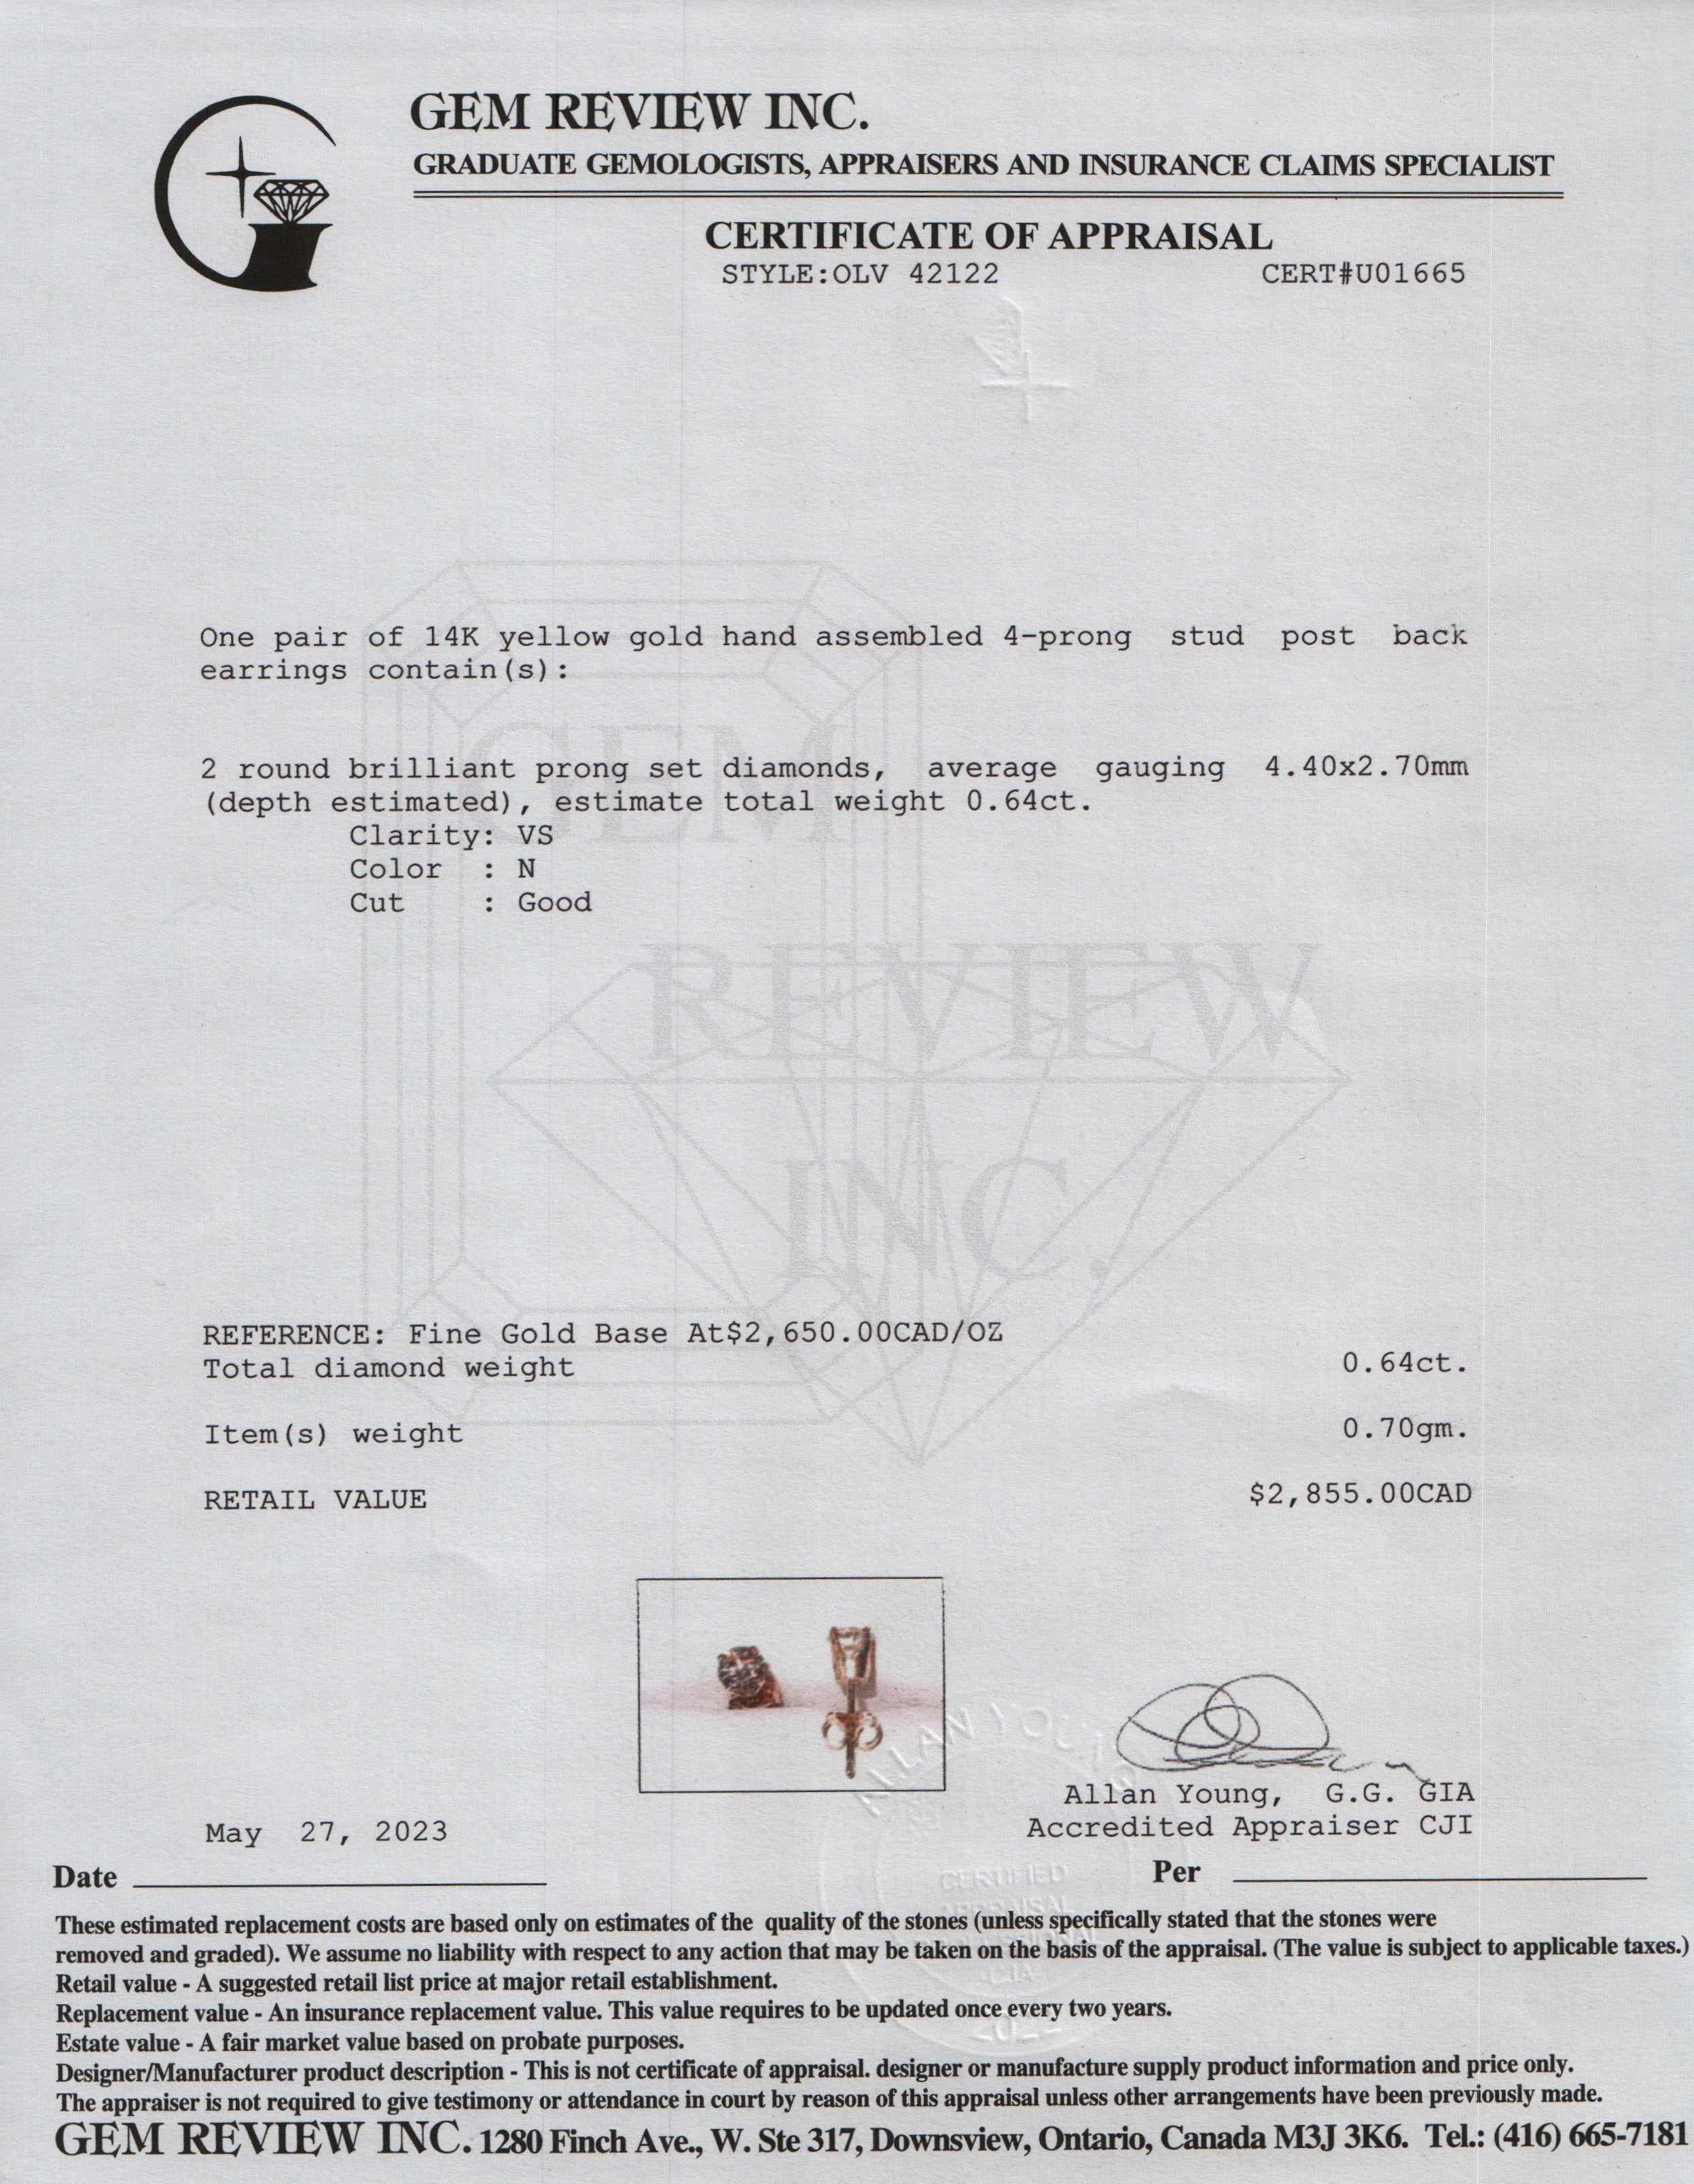 GEM REVIEW INC.
GRADUATE GEMOLOGISTS, APPRAISERS AND INSURANCE CLAIMS SPECIALIST
CERTIFICATE OF APPRAISAL
STYLE:OLV 42122 CERT#U01665
One pair of 14K yellow gold hand assembled 4-prong stud post back
earrings contain(s):
2 round brilliant prong set diamonds, average gauging 4.40x2.70mm
(depth estimated), estimate total weight 0.64ct.
Clarity: VS
Color : N
Cut : Good
GEM
REVIEW
INC.
REFERENCE: Fine Gold Base At$2,650.00CAD/OZ
Total diamond weight 0.64ct.
Item(s) weight 0.70gm.
RETAIL VALUE $2,855.00CAD
ALLAN YOUNG
Allan Young, G.G. GIA
Accredited Appraiser CJI
May 27, 2023
Date Per
CERTIFIED
APPRAISAL
These estimated replacement costs are based only on estimates of the quality of the stones (unless specifically stated that the stones were
removed and graded). We assume no liability with respect to any action that may be taken on the basis of the appraisal. (The value is subject to applicable taxes.)
Retail value - A suggested retail list price at major retail establishment.
Replacement value - An insurance replacement value. This value requires to be updated once every two years.
Estate value - A fair market value based on probate purposes.
Designer/Manufacturer product description - This is not certificate of appraisal. designer or manufacture supply product information and price only.
The appraiser is not required to give testimony or attendance in court by reason of this appraisal unless other arrangements have been previously made.
GEM REVIEW INC. 1280 Finch Ave., W. Ste 317, Downsview, Ontario, Canada M3J 3K6. Tel.: (416) 665-7181